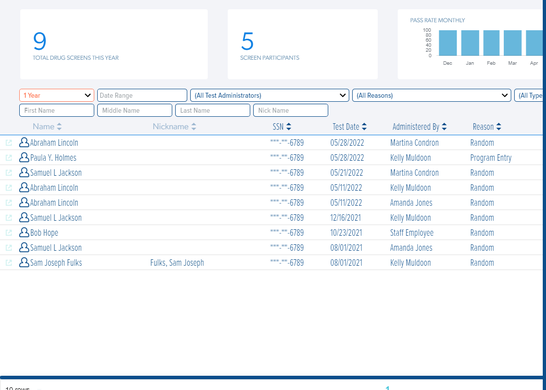 9
TOTAL DRUG SCREENS THIS YEAR
5
SCREEN PARTICIPANTS
PASS RATE MONTHLY
100
80
60
40
20
0
Dec Jan Feb Mar Apr
1 Year Date Range (All Test Administrators) (All Reasons) (All Type
First Name Middle Name Last Name Nick Name
Name Nickname SSN Test Date Administered By Reason
Abraham Lincoln ***-**-6789 05/28/2022 Martina Condron Random
Paula Y. Holmes ***-**-6789 05/28/2022 Kelly Muldoon Program Entry
Samuel L Jackson ***-**-6789 05/21/2022 Martina Condron Random
Abraham Lincoln ***-**-6789 05/11/2022 Kelly Muldoon Random
Abraham Lincoln ***-**-6789 05/11/2022 Amanda Jones Random
Samuel L Jackson ***-**-6789 12/16/2021 Kelly Muldoon Random
Bob Hope ***-**-6789 10/23/2021 Staff Employee Random
Samuel L Jackson ***-**-6789 08/01/2021 Amanda Jones Random
Sam Joseph Fulks Fulks, Sam Joseph ***-**-6789 08/01/2021 Kelly Muldoon Random